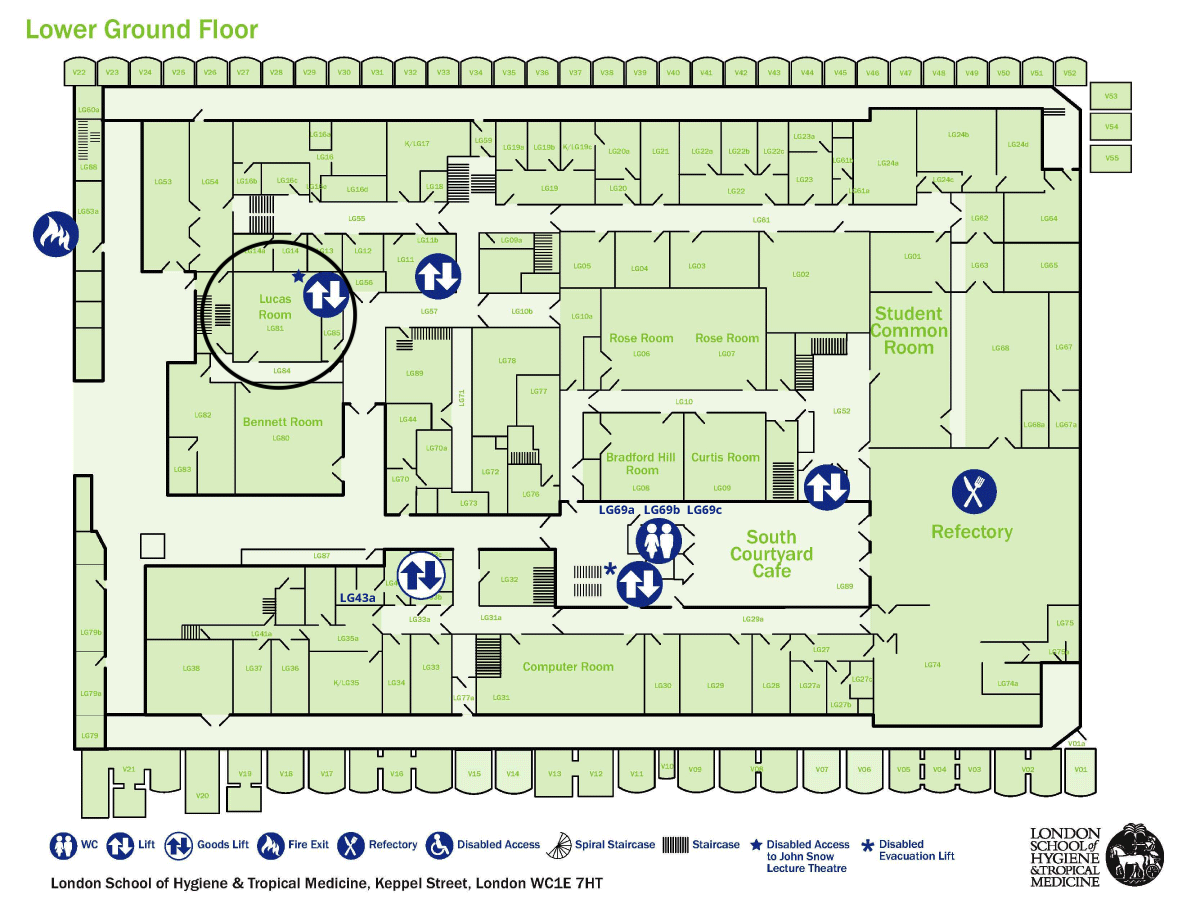 Lower Ground Floor
V22 V23 V24 V25 V26 V27 V28 V29 V30 V31 V32 V33 V34 V35 V36 V37 V38 V39 V40 V41 V42 V43 V44 V45 V46 V47 V48 V49 V50 V51 V52
V53
V54
V55
LG60a
LG86
LG53 LG54
LG16a
LG16
LG16b LG16c
LG16d
K/LG17
LG18
LG59
LG19a LG19b K/LG19c
LG19
LG20a
LG20
LG21
LG22a LG22b LG22c
LG22
LG23a
LG23
LG61a
LG24a
LG24b
LG24c
LG24d
LG63a
LG55
LG61
LG62
LG64
LG14
LG12
LG11b
LG11
LG09a
LG05 LG04 LG03
LG02
LG01
LG63
LG65
LG56
Lucas
Room
LG81
LG85
LG84
LG57
LG10b
LG10a
Rose Room
LG06
Rose Room
LG07
Student
Common
Room
LG68
LG67
LG89
LG78
LG77
LG71
LG10
LG52
LG68a
LG67a
LG82
LG83
Bennett Room
LG80
LG44
LG70a
LG70
LG72
LG73
LG76
Bradford Hill
Room
LG08
Curtis Room
LG09
Refectory
LG69a LG69b LG69c
South
Courtyard
Cafe
LG89
LG87
LG43a
LG32
LG33a
LG31a
LG29a
LG79b
LG41a
LG35a
LG38 LG37 LG36
K/LG35
LG34 LG33
LG77a
Computer Room
LG31
LG30 LG29 LG28
LG27
LG27a
LG27b
LG27c
LG74
LG74a
LG75
LG79a
LG79
V01a
V21
V20
V19 V18 V17 V16 V15 V14 V13 V12 V11 V10 V09 V08 V07 V06 V05 V04 V03 V02 V01
WC Lift Goods Lift Fire Exit Refectory Disabled Access Spiral Staircase Staircase
Disabled Access
to John Snow
Lecture Theatre
Disabled
Evacuation Lift
London School of Hygiene & Tropical Medicine, Keppel Street, London WC1E 7HT
LONDON
SCHOOL of
HYGIENE
& TROPICAL
MEDICINE